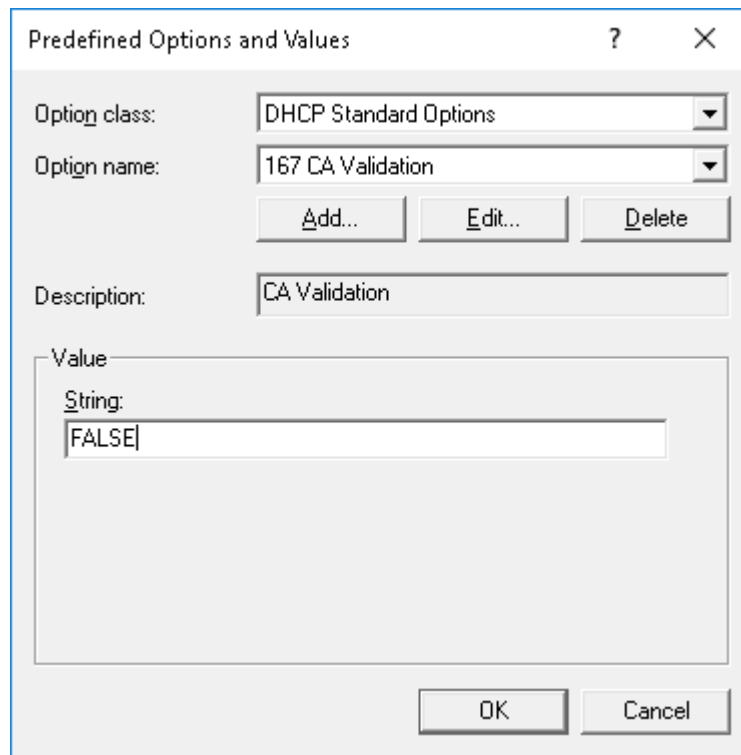 Predefined Options and Values ?
Option class: DHCP Standard Options
Option name: 167 CA Validation
Add... Edit... Delete
Description: CA Validation
Value
String:
FALSE
OK Cancel